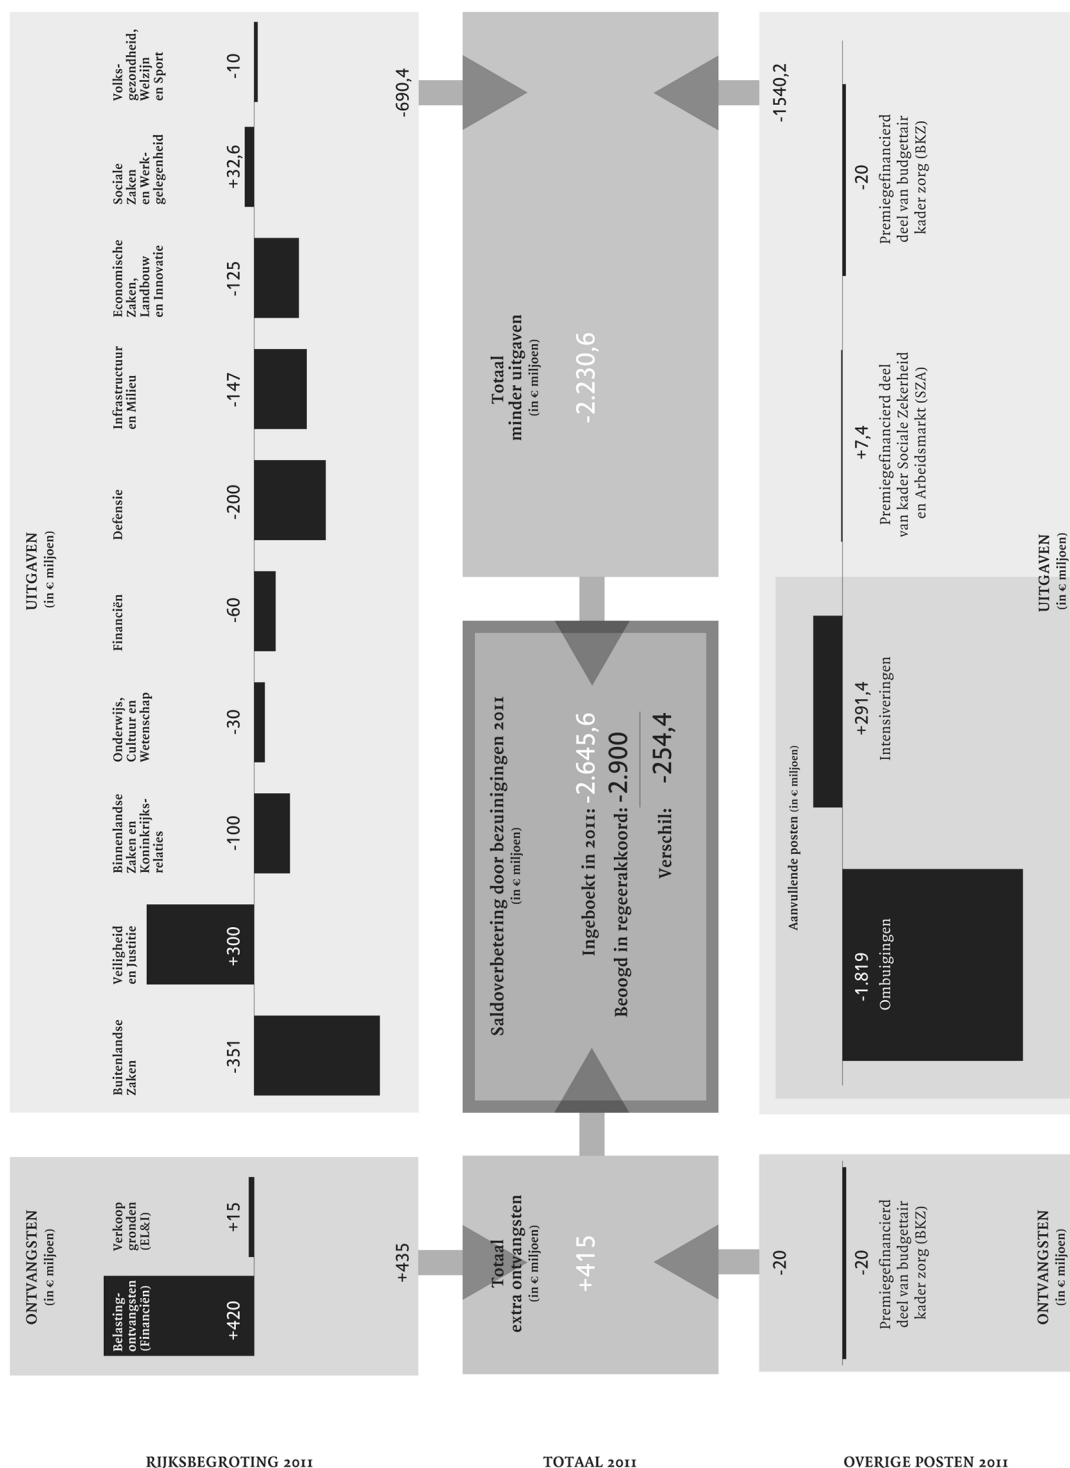 RIJKSBEGROTING 2011
ONTVANGSTEN
(in € miljoen)
Belasting-
ontvangsten
(Financiën)
+420
Verkoop
gronden
(EL&I)
+15
+435
UITGAVEN
(in € miljoen)
Buitenlandse
Zaken
-351
Veiligheid
en Justitie
+300
Binnenlandse
Zaken en
Koninkrijks-
relaties
-100
Onderwijs,
Cultuur en
Wetenschap
-30
Financiën
-60
Defensie
-200
Infrastructuur
en Milieu
-147
Economische
Zaken,
Landbouw
en Innovatie
-125
Sociale
Zaken
en Werk-
gelegenheid
+32,6
Volks-
gezondheid,
Welzijn
en Sport
-10
-690,4
TOTAAL 2011
Totaal
extra ontvangsten
(in € miljoen)
+415
Saldoverbetering door bezuinigingen 2011
(in € miljoen)
Ingeboekt in 2011: -2.645,6
Beoogd in regeerakkoord: -2.900
Verschil: -254,4
Totaal
minder uitgaven
(in € miljoen)
-2.230,6
OVERIGE POSTEN 2011
-20
-20
Premiegefinancierd
deel van budgettair
kader zorg (BKZ)
ONTVANGSTEN
(in € miljoen)
-1540,2
Aanvullende posten (in € miljoen)
-1.819
Ombuigingen
+291,4
Intensiveringen
+7,4
Premiegefinancierd deel
van kader Sociale Zekerheid
en Arbeidsmarkt (SZA)
-20
Premiegefinancierd
deel van budgettair
kader zorg (BKZ)
UITGAVEN
(in € miljoen)